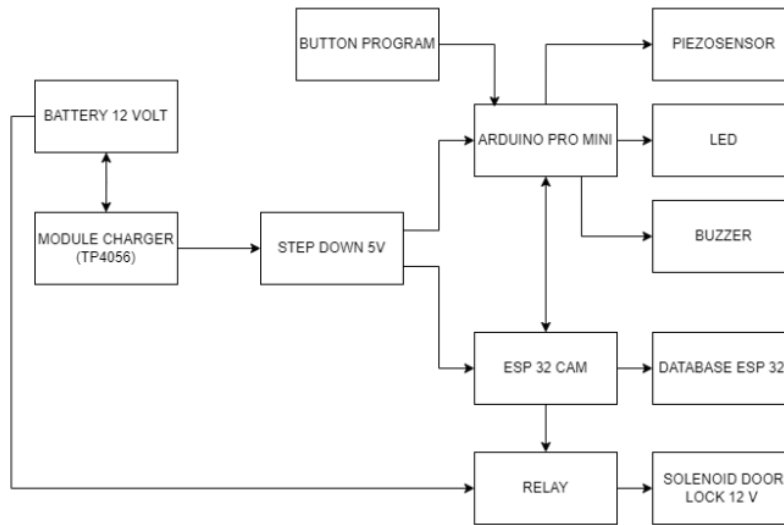 BUTTON PROGRAM
PIEZOSENSOR
BATTERY 12 VOLT
ARDUINO PRO MINI
LED
MODULE CHARGER
(TP4056)
STEP DOWN 5V
BUZZER
ESP 32 CAM
DATABASE ESP 32
RELAY
SOLENOID DOOR
LOCK 12 V